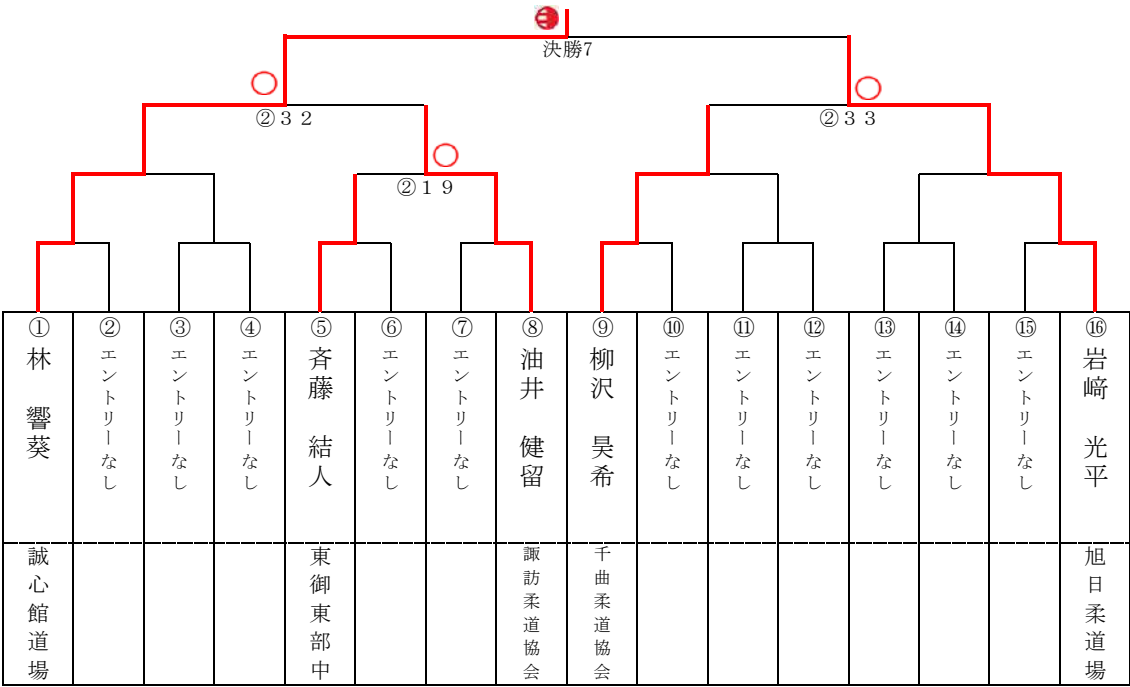 決勝7
②３２
②３３
②１９
①
林 響葵
誠心館道場
②
エントリーなし
③
エントリーなし
④
エントリーなし
⑤
斉藤 結人
東御東部中
⑥
エントリーなし
⑦
エントリーなし
⑧
油井 健留
諏訪柔道協会
⑨
柳沢 昊希
千曲柔道協会
⑩
エントリーなし
⑪
エントリーなし
⑫
エントリーなし
⑬
エントリーなし
⑭
エントリーなし
⑮
エントリーなし
⑯
岩﨑 光平
旭日柔道場